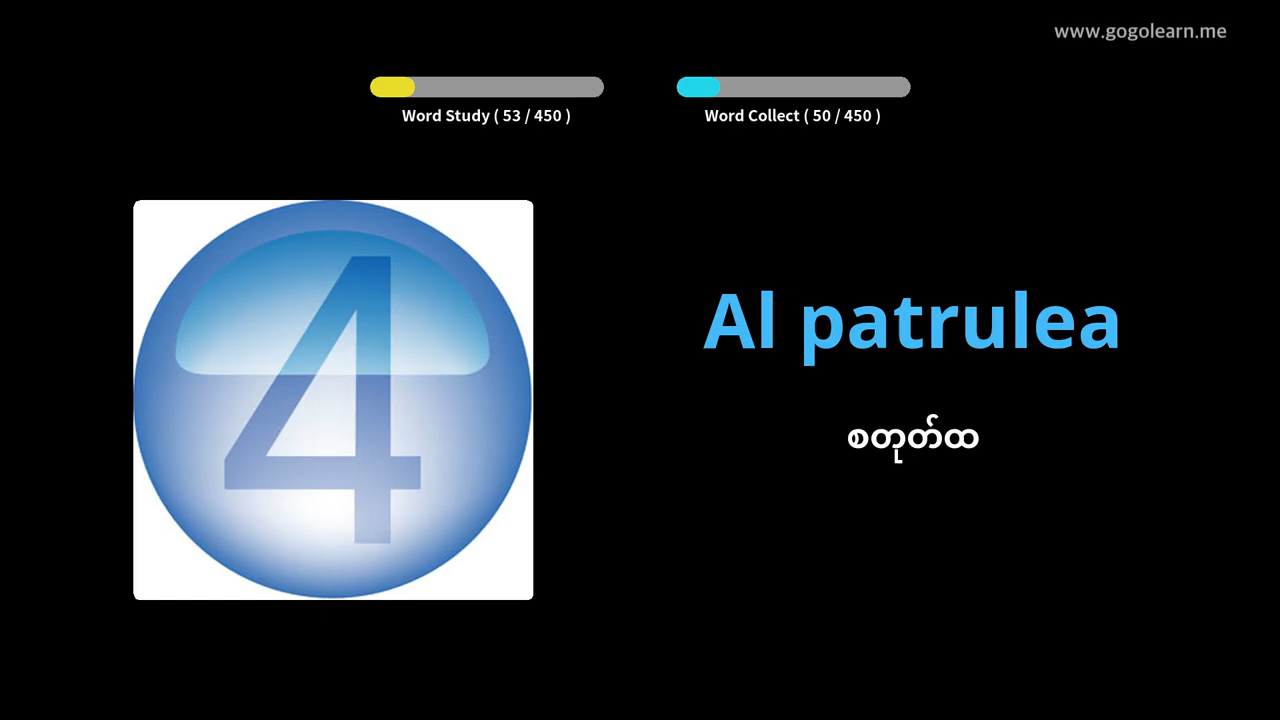 www.gogolearn.me
Word Study ( 53 / 450 )
Word Collect ( 50 / 450 )
4
Al patrulea
စတုတ်ထ